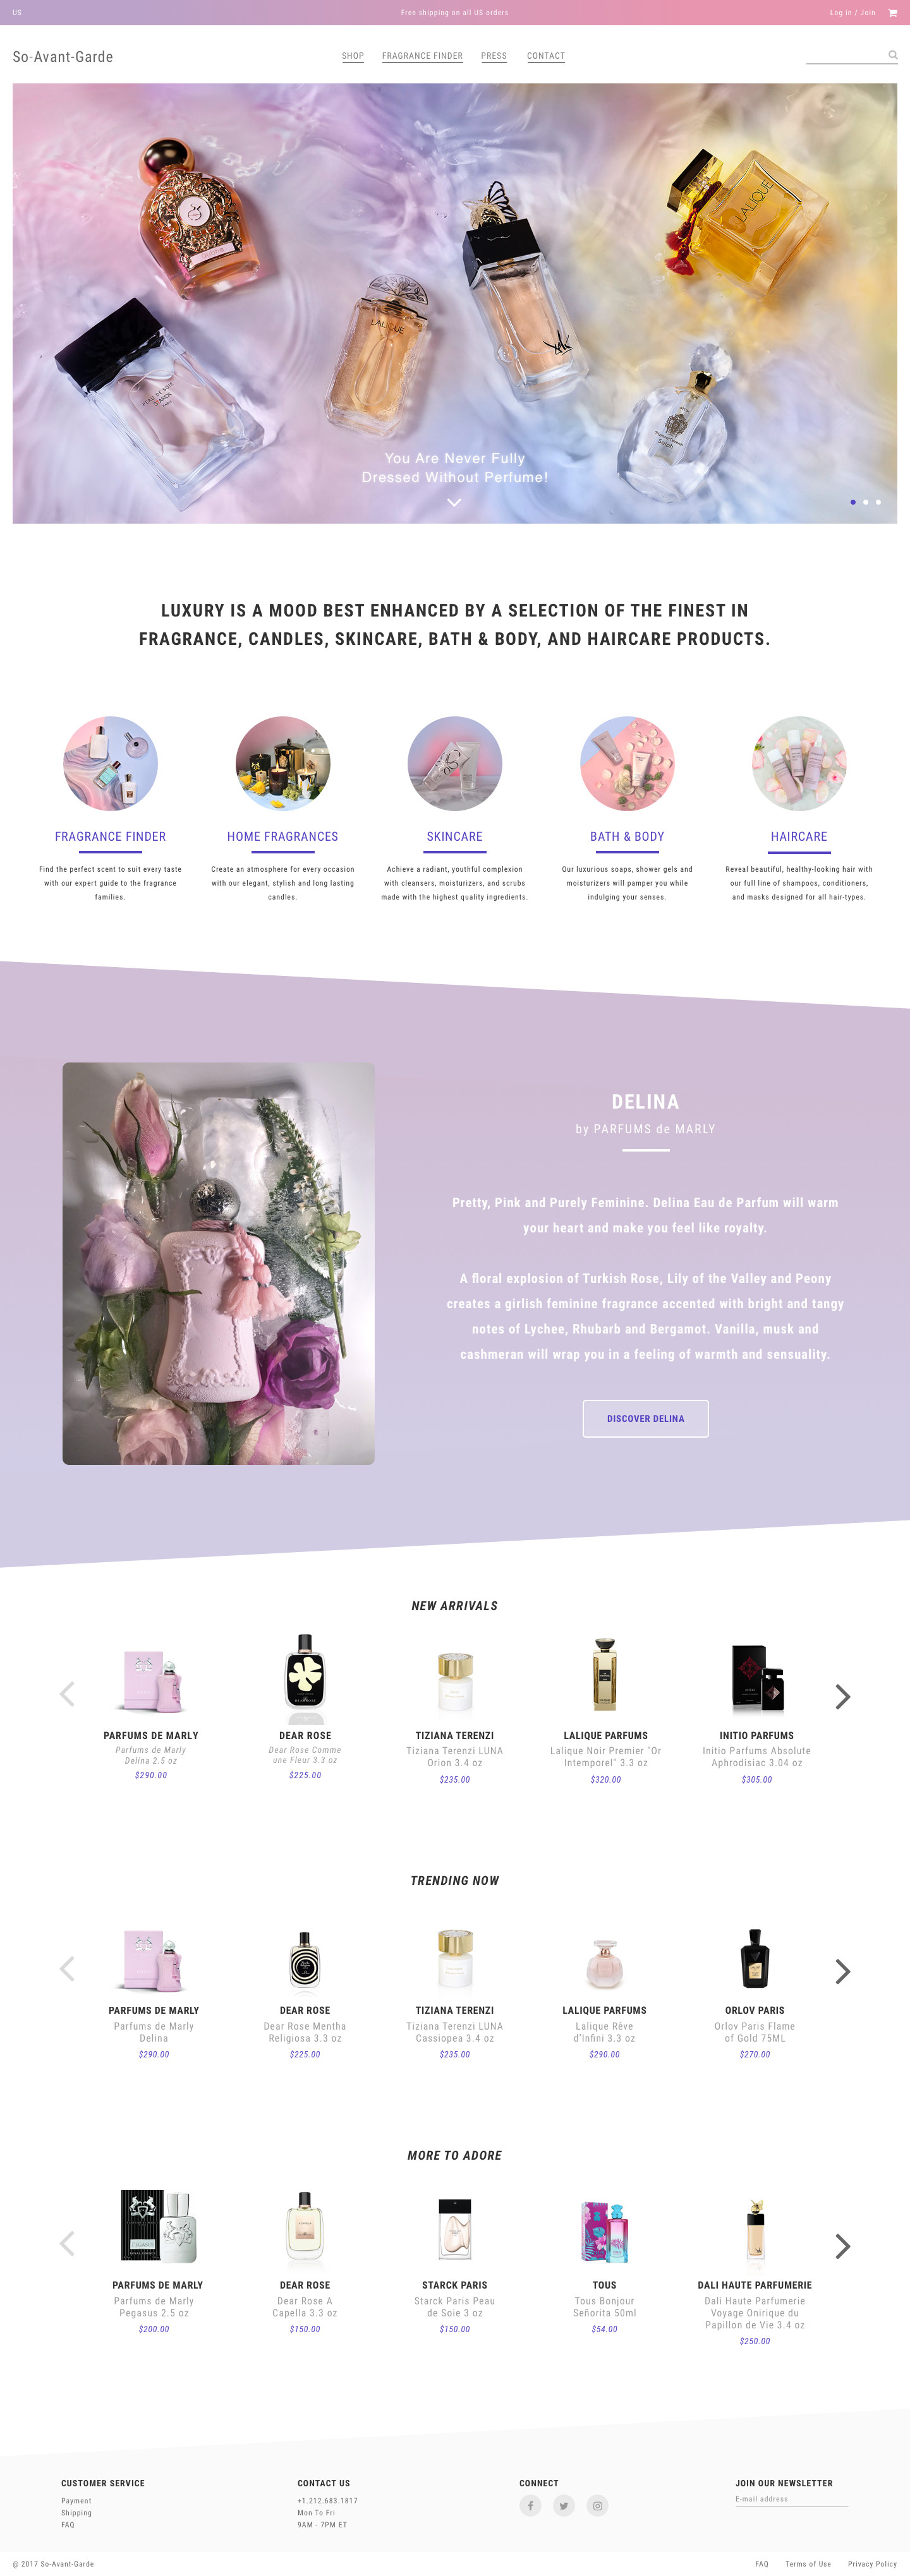 US
Free shipping on all US orders
Log in / Join
So-Avant-Garde
SHOP
FRAGRANCE FINDER
PRESS
CONTACT
LALIQUE
LALIQUE
PEAU DE SOIE
STARCK
PARIS
You Are Never Fully
Dressed Without Perfume!
LUXURY IS A MOOD BEST ENHANCED BY A SELECTION OF THE FINEST IN
FRAGRANCE, CANDLES, SKINCARE, BATH & BODY, AND HAIRCARE PRODUCTS.
FRAGRANCE FINDER
Find the perfect scent to suit every taste
with our expert guide to the fragrance
families.
HOME FRAGRANCES
Create an atmosphere for every occasion
with our elegant, stylish and long lasting
candles.
SKINCARE
Achieve a radiant, youthful complexion
with cleansers, moisturizers, and scrubs
made with the highest quality ingredients.
BATH & BODY
Our luxurious soaps, shower gels and
moisturizers will pamper you while
indulging your senses.
HAIRCARE
Reveal beautiful, healthy-looking hair with
our full line of shampoos, conditioners,
and masks designed for all hair-types.
DELINA
by PARFUMS de MARLY
Pretty, Pink and Purely Feminine. Delina Eau de Parfum will warm
your heart and make you feel like royalty.
A floral explosion of Turkish Rose, Lily of the Valley and Peony
creates a girlish feminine fragrance accented with bright and tangy
notes of Lychee, Rhubarb and Bergamot. Vanilla, musk and
cashmeran will wrap you in a feeling of warmth and sensuality.
DISCOVER DELINA
NEW ARRIVALS
PARFUMS DE MARLY
Parfums de Marly
Delina 2.5 oz
$290.00
DEAR ROSE
Dear Rose Comme
une Fleur 3.3 oz
$225.00
TIZIANA TERENZI
Tiziana Terenzi LUNA
Orion 3.4 oz
$235.00
LALIQUE PARFUMS
Lalique Noir Premier "Or
Intemporel" 3.3 oz
$320.00
INITIO PARFUMS
Initio Parfums Absolute
Aphrodisiac 3.04 oz
$305.00
TRENDING NOW
PARFUMS DE MARLY
Parfums de Marly
Delina
$290.00
DEAR ROSE
Dear Rose Mentha
Religiosa 3.3 oz
$225.00
TIZIANA TERENZI
Tiziana Terenzi LUNA
Cassiopea 3.4 oz
$235.00
LALIQUE PARFUMS
Lalique Rêve
d'Infini 3.3 oz
$290.00
ORLOV PARIS
Orlov Paris Flame
of Gold 75ML
$270.00
MORE TO ADORE
PARFUMS DE MARLY
Parfums de Marly
Pegasus 2.5 oz
$200.00
DEAR ROSE
Dear Rose A
Capella 3.3 oz
$150.00
STARCK PARIS
Starck Paris Peau
de Soie 3 oz
$150.00
TOUS
Tous Bonjour
Señorita 50ml
$54.00
DALI HAUTE PARFUMERIE
Dali Haute Parfumerie
Voyage Onirique du
Papillon de Vie 3.4 oz
$250.00
CUSTOMER SERVICE
Payment
Shipping
FAQ
CONTACT US
+1.212.683.1817
Mon To Fri
9AM - 7PM ET
CONNECT
JOIN OUR NEWSLETTER
E-mail address
@ 2017 So-Avant-Garde
FAQ
Terms of Use
Privacy Policy